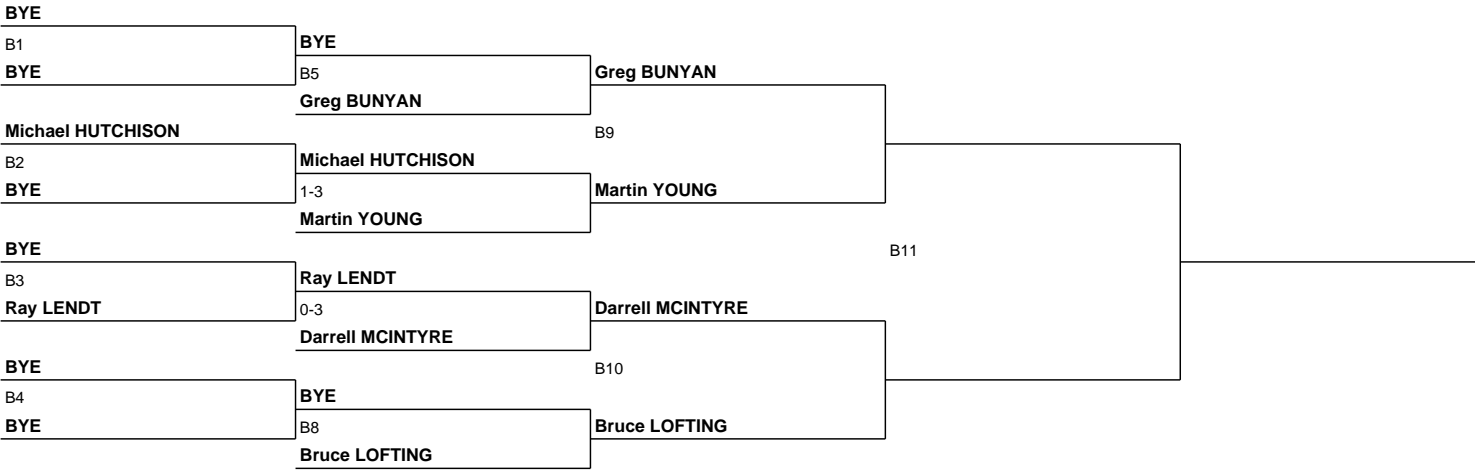 BYE
B1
BYE
BYE
B5
Greg BUNYAN
Greg BUNYAN
Michael HUTCHISON
B9
B2
Michael HUTCHISON
BYE
1-3
Martin YOUNG
Martin YOUNG
BYE
B11
B3
Ray LENDT
Ray LENDT
0-3
Darrell MCINTYRE
Darrell MCINTYRE
BYE
B10
B4
BYE
BYE
B8
Bruce LOFTING
Bruce LOFTING